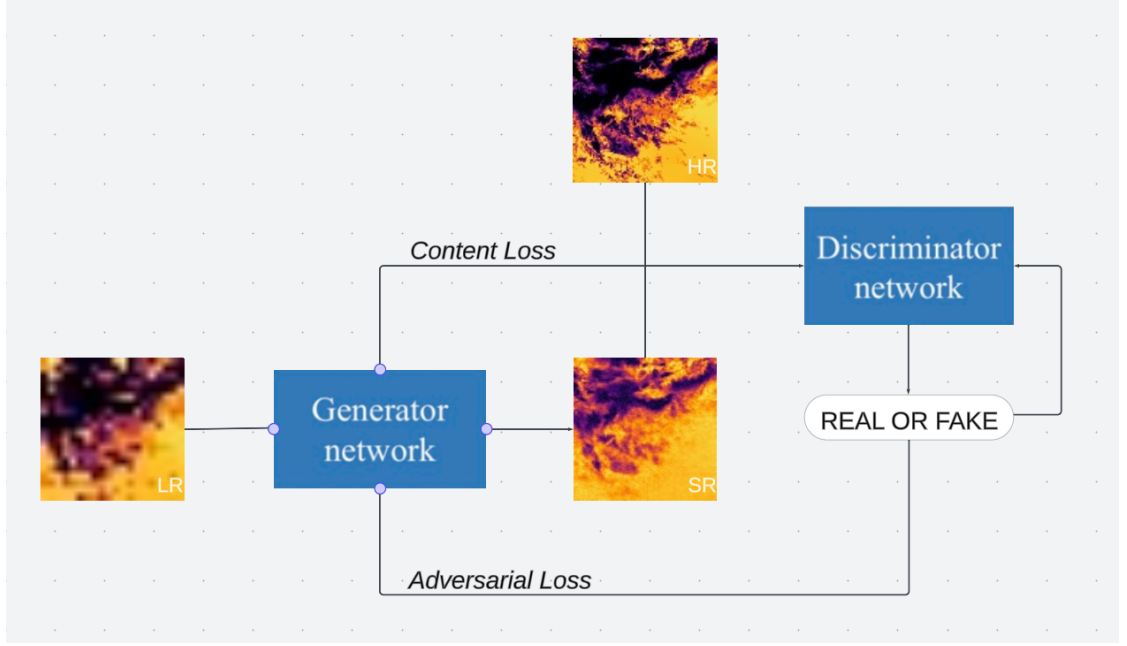 HR
Content Loss
Discriminator
network
LR
Generator
network
SR
REAL OR FAKE
Adversarial Loss